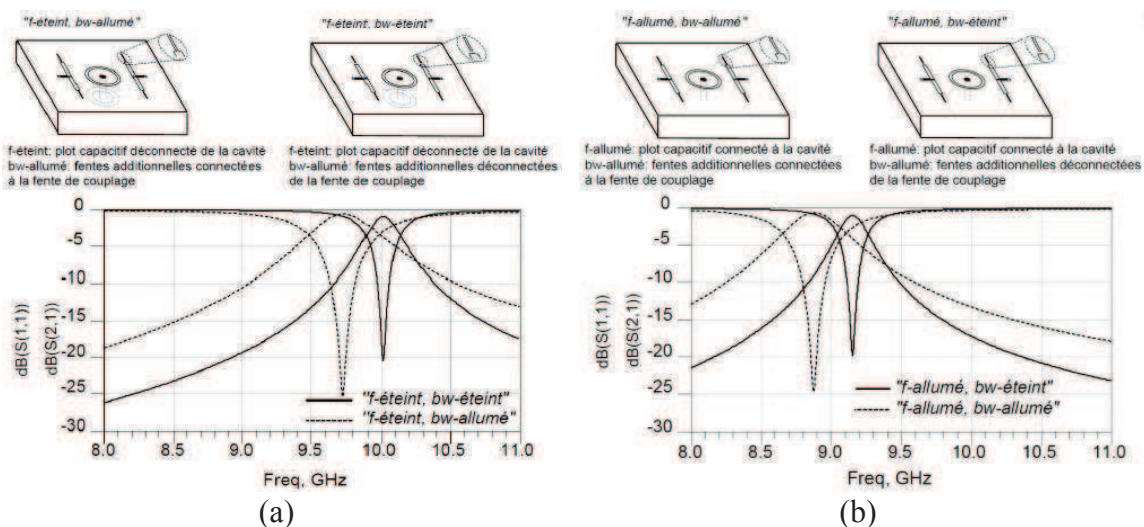 "f-éteint, bw-allumé"
"f-éteint, bw-éteint"
f-éteint: plot capacitif déconnecté de la cavité
bw-allumé: fentes additionnelles connectées
à la fente de couplage
f-éteint: plot capacitif déconnecté de la cavité
bw-allumé: fentes additionnelles déconnectées
de la fente de couplage
0
-5
-10
-15
-20
-25
-30
dB(S(1,1))
dB(S(2,1))
"f-éteint, bw-éteint"
"f-éteint, bw-allumé"
8.0
8.5
9.0
9.5
10.0
10.5
11.0
Freq, GHz
(a)
"f-allumé, bw-allumé"
"f-allumé, bw-éteint"
f-allumé: plot capacitif connecté à la cavité
bw-allumé: fentes additionnelles connectées
à la fente de couplage
f-allumé: plot capacitif connecté à la cavité
bw-allumé: fentes additionnelles déconnectées
de la fente de couplage
0
-5
-10
-15
-20
-25
-30
dB(S(1,1))
dB(S(2,1))
"f-allumé, bw-éteint"
"f-allumé, bw-allumé"
8.0
8.5
9.0
9.5
10.0
10.5
11.0
Freq, GHz
(b)